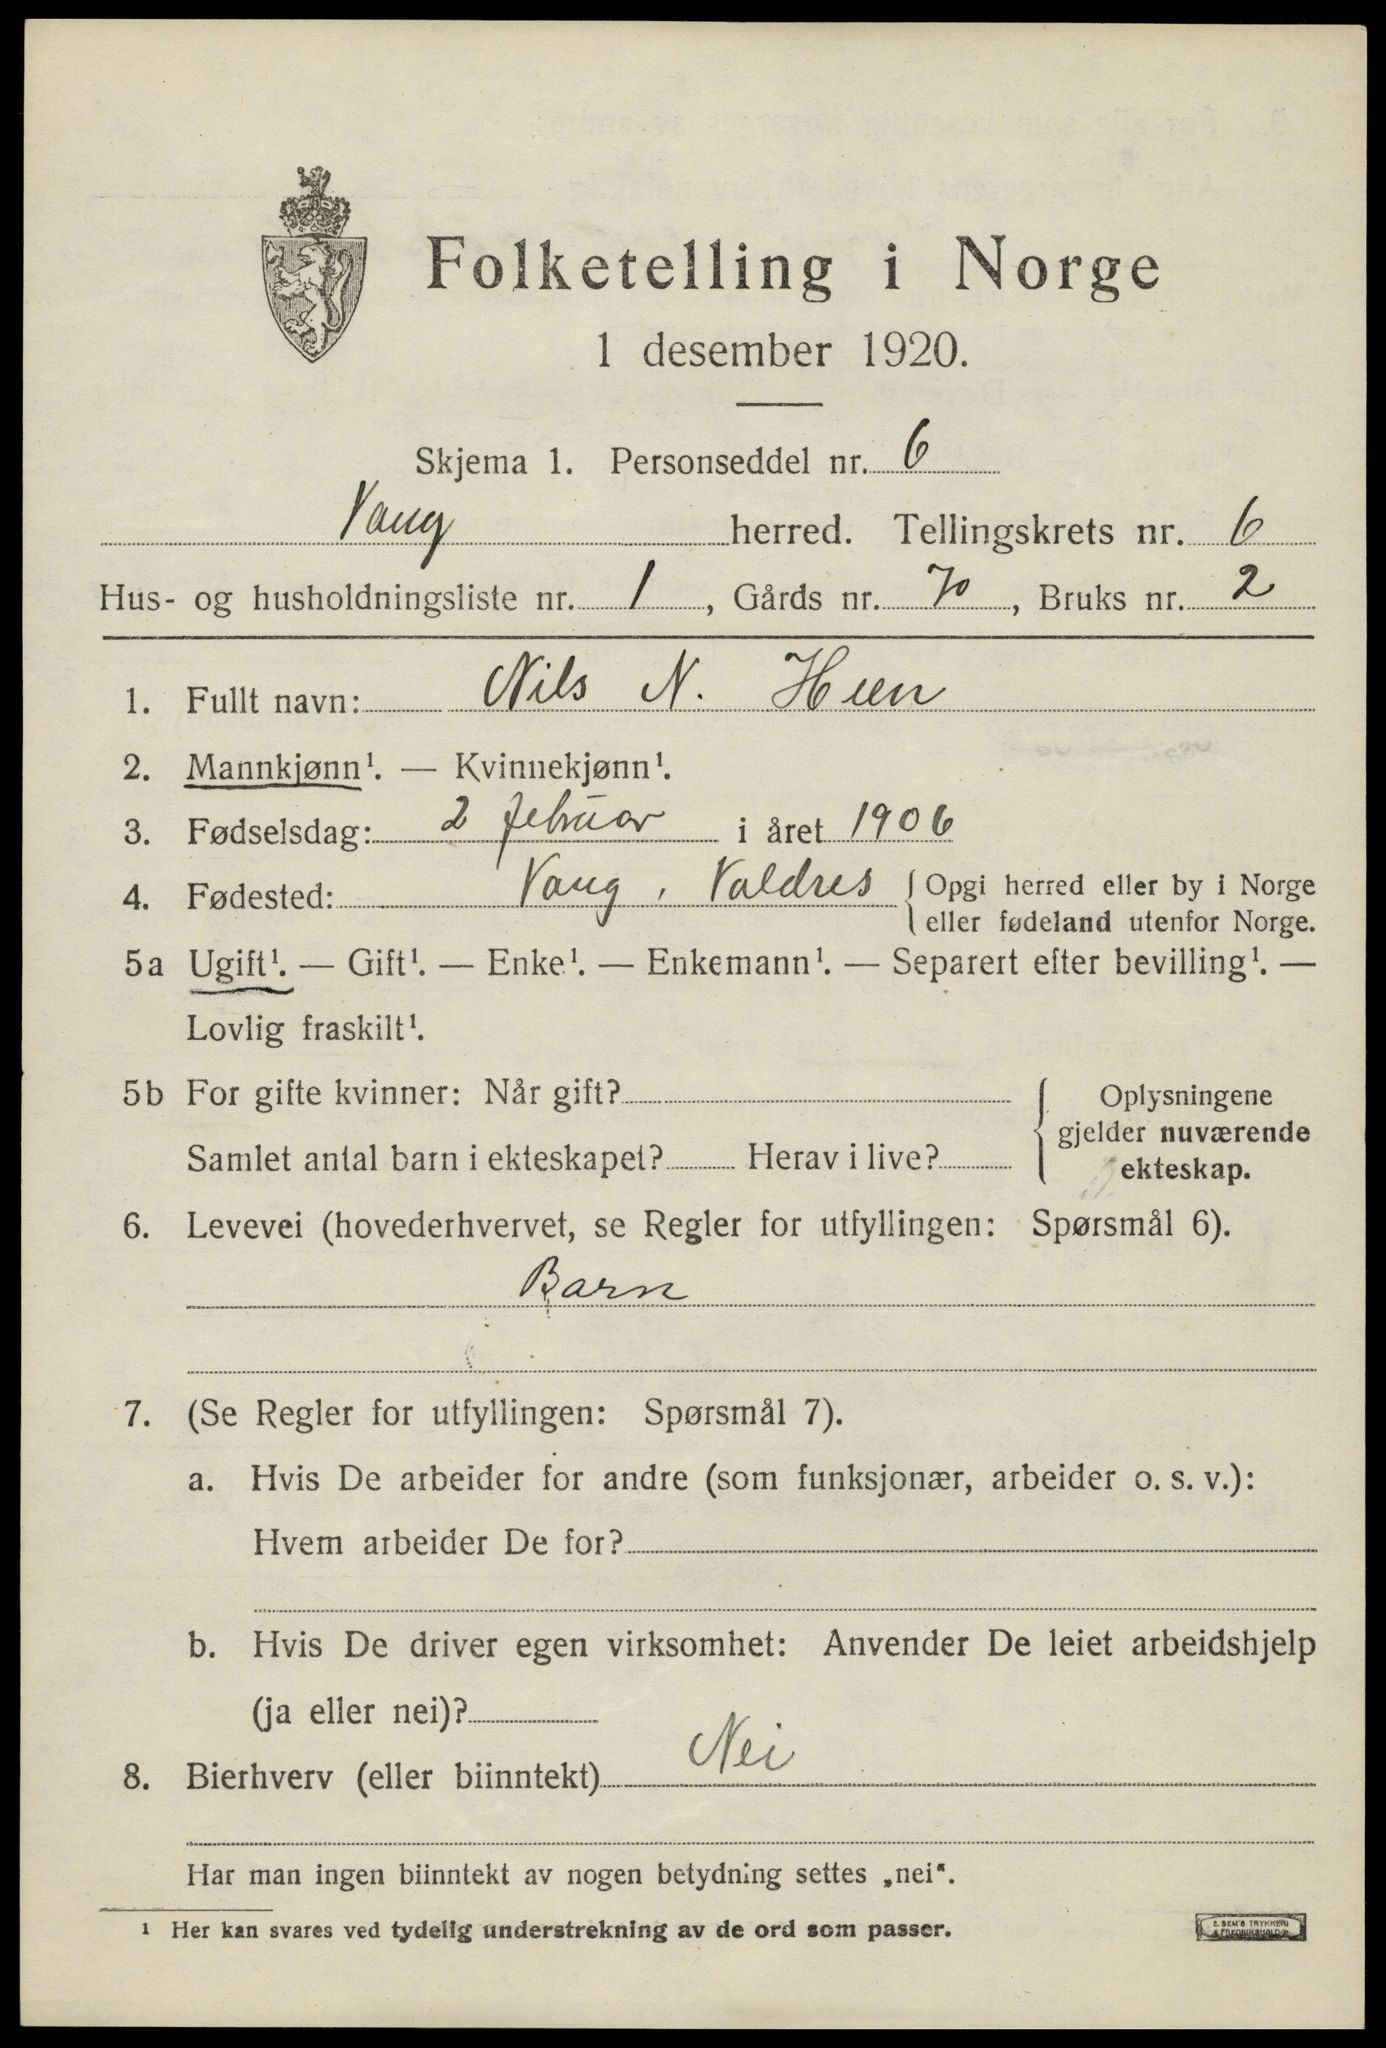 Folketelling i Norge
1 desember 1920.
Skjema 1. Personseddel nr. 6
Vang herred. Tellingskrets nr. 6
Hus- og husholdningsliste nr. 1, Gårds nr. 70, Bruks nr. 2
1. Fullt navn: Nils N. Heen
2. Mannkjønn¹. — Kvinnekjønn¹.
3. Fødselsdag: 2 februar i året 1906
4. Fødested: Vang, Valdres { Opgi herred eller by i Norge
eller fødeland utenfor Norge.
5a Ugift¹. — Gift¹. — Enke¹. — Enkemann¹. — Separert efter bevilling¹. —
Lovlig fraskilt¹.
5b For gifte kvinner: Når gift? { Oplysningene
gjelder nuværende
Samlet antal barn i ekteskapet? Herav i live? ekteskap.
6. Levevei (hovederhvervet, se Regler for utfyllingen: Spørsmål 6).
Barn
7. (Se Regler for utfyllingen: Spørsmål 7).
a. Hvis De arbeider for andre (som funksjonær, arbeider o. s. v.):
Hvem arbeider De for?
b. Hvis De driver egen virksomhet: Anvender De leiet arbeidshjelp
(ja eller nei)?
8. Bierhverv (eller biinntekt) Nei
Har man ingen biinntekt av nogen betydning settes „nei“.
¹ Her kan svares ved tydelig understrekning av de ord som passer.
E. SEM'S TRYKKERI
FREDRIKSHALD